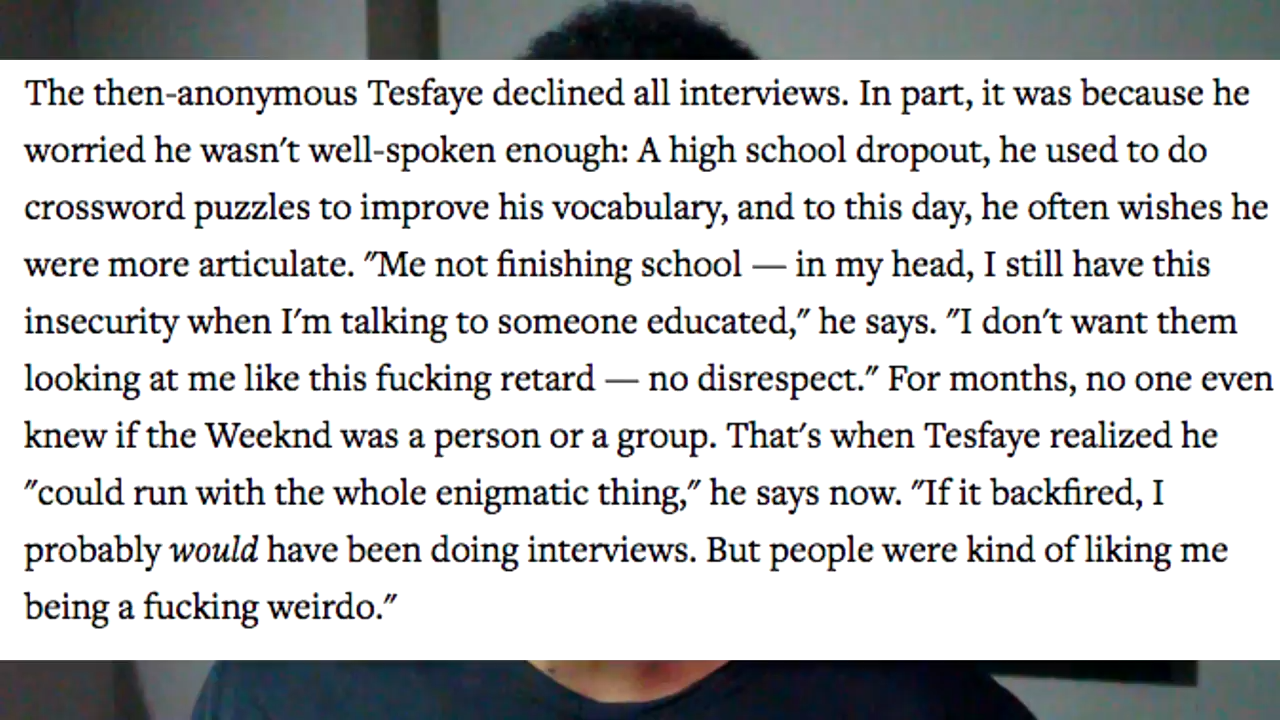 The then-anonymous Tesfaye declined all interviews. In part, it was because he
worried he wasn't well-spoken enough: A high school dropout, he used to do
crossword puzzles to improve his vocabulary, and to this day, he often wishes he
were more articulate. "Me not finishing school — in my head, I still have this
insecurity when I'm talking to someone educated," he says. "I don't want them
looking at me like this fucking retard — no disrespect." For months, no one even
knew if the Weeknd was a person or a group. That's when Tesfaye realized he
"could run with the whole enigmatic thing," he says now. "If it backfired, I
probably would have been doing interviews. But people were kind of liking me
being a fucking weirdo."